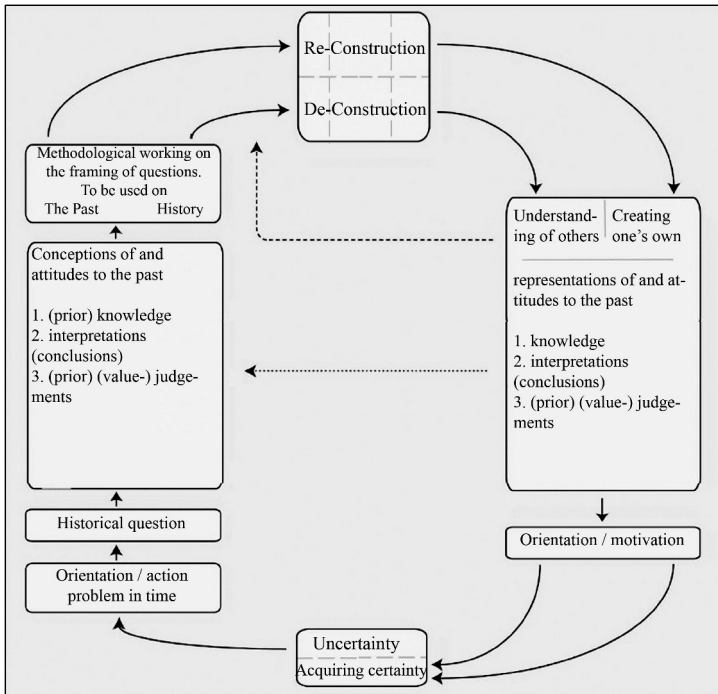 Re-Construction
De-Construction
Methodological working on
the framing of questions.
To be used on
The Past History
Conceptions of and
attitudes to the past
1. (prior) knowledge
2. interpretations
(conclusions)
3. (prior) (value-) judge-
ments
Historical question
Orientation / action
problem in time
Understand-
ing of others
Creating
one's own
representations of and at-
titudes to the past
1. knowledge
2. interpretations
(conclusions)
3. (prior) (value-) judge-
ments
Orientation / motivation
Uncertainty
Acquiring certainty